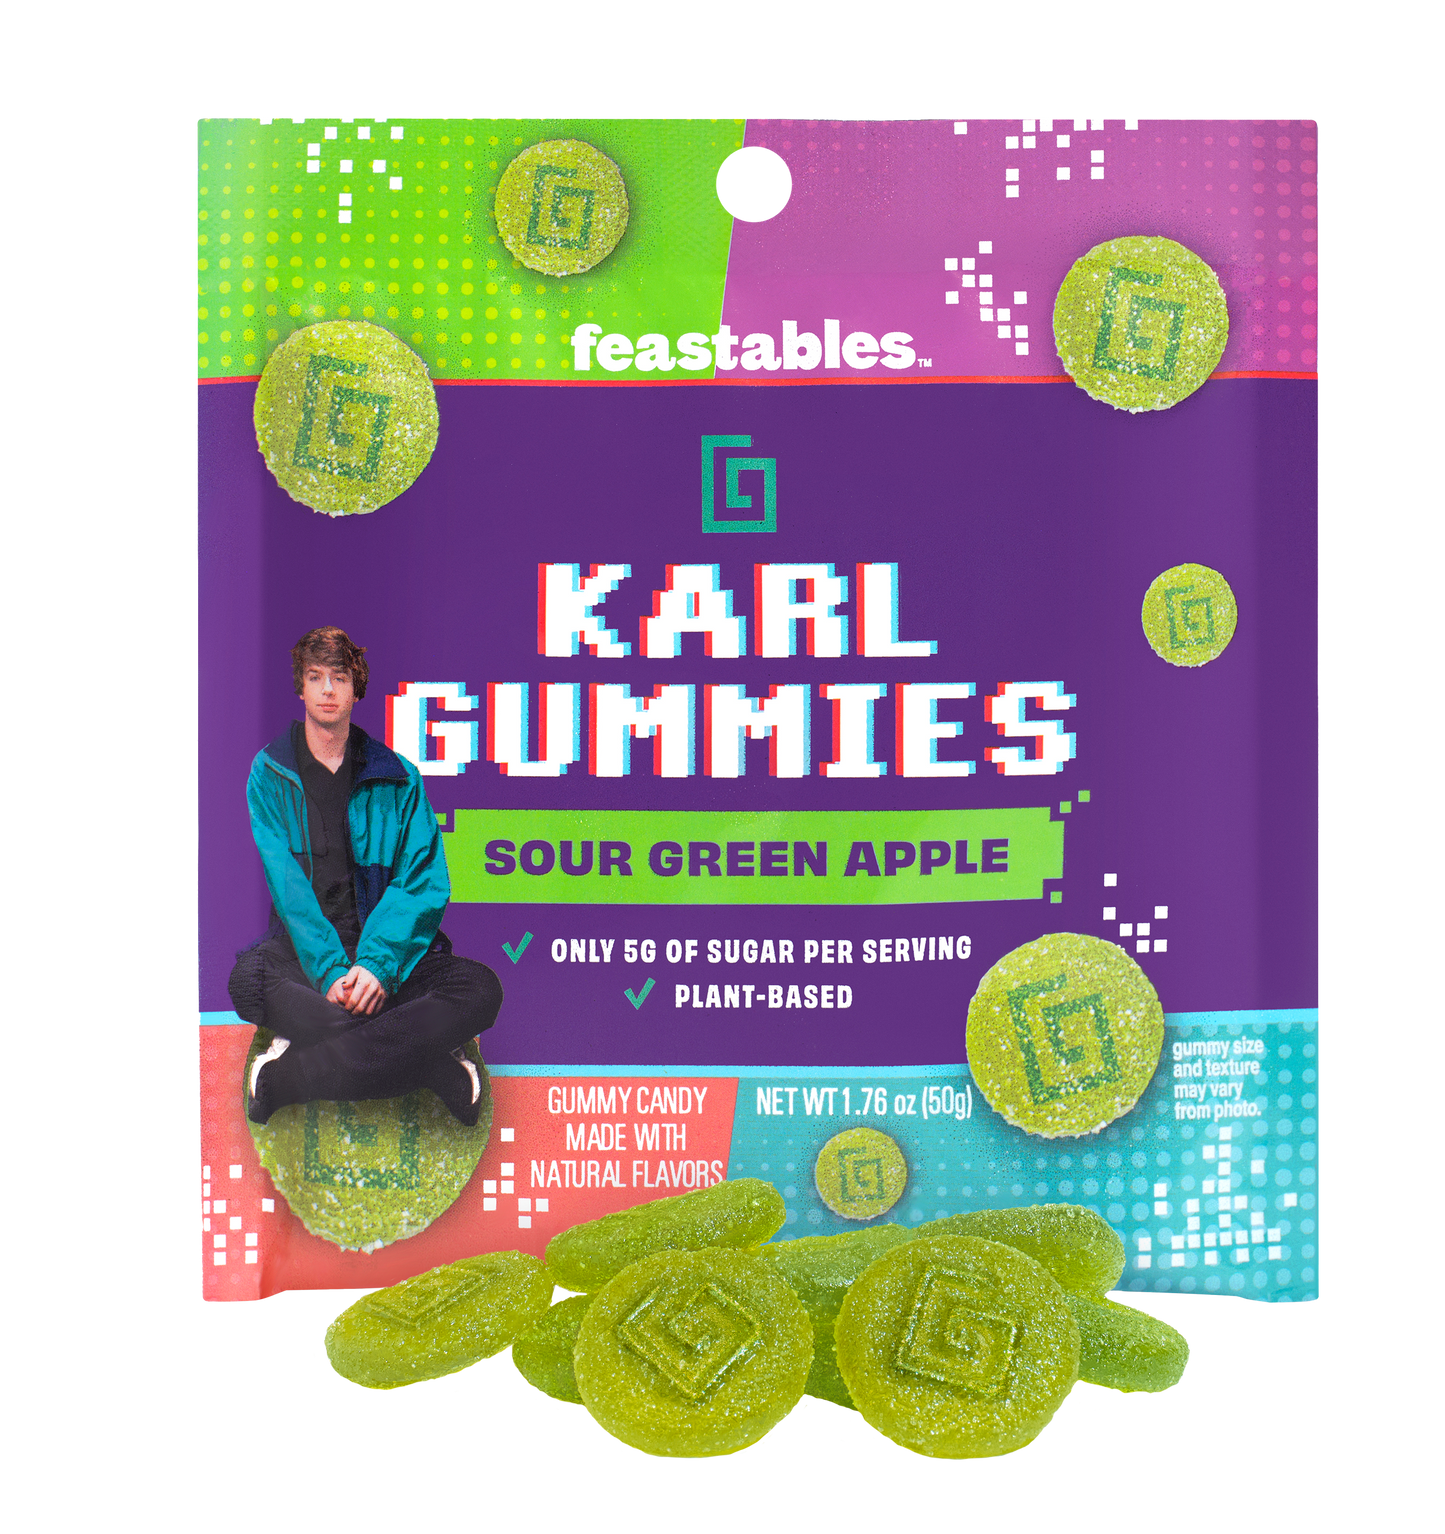 feastables™
KARL
GUMMIES
SOUR GREEN APPLE
✓ ONLY 5G OF SUGAR PER SERVING
✓ PLANT-BASED
GUMMY CANDY
MADE WITH
NATURAL FLAVORS
NET WT 1.76 oz (50g)
gummy size
and texture
may vary
from photo.